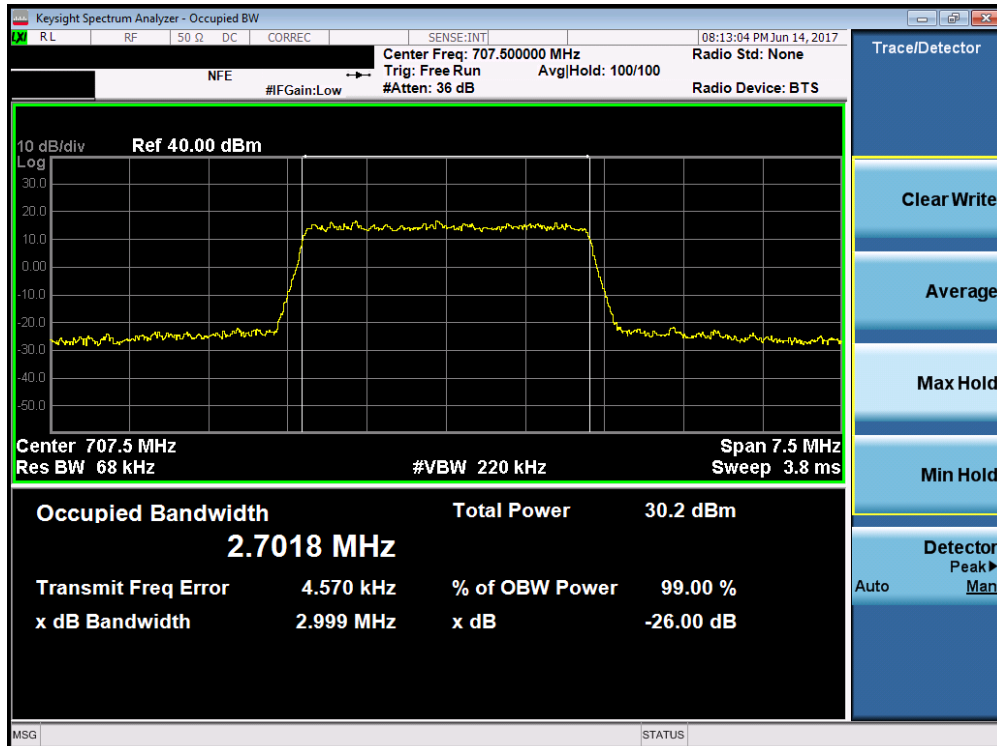 Keysight Spectrum Analyzer - Occupied BW
LXI RL RF 50 Ω DC CORREC SENSE:INT 08:13:04 PM Jun 14, 2017
Center Freq: 707.500000 MHz Radio Std: None
NFE Trig: Free Run Avg|Hold: 100/100
#IFGain:Low #Atten: 36 dB Radio Device: BTS
10 dB/div Ref 40.00 dBm
Log
30.0
20.0
10.0
0.00
-10.0
-20.0
-30.0
-40.0
-50.0
Center 707.5 MHz Span 7.5 MHz
Res BW 68 kHz #VBW 220 kHz Sweep 3.8 ms
Occupied Bandwidth Total Power 30.2 dBm
2.7018 MHz
Transmit Freq Error 4.570 kHz % of OBW Power 99.00 %
x dB Bandwidth 2.999 MHz x dB -26.00 dB
Trace/Detector
Clear Write
Average
Max Hold
Min Hold
Detector
Peak
Auto Man
MSG STATUS